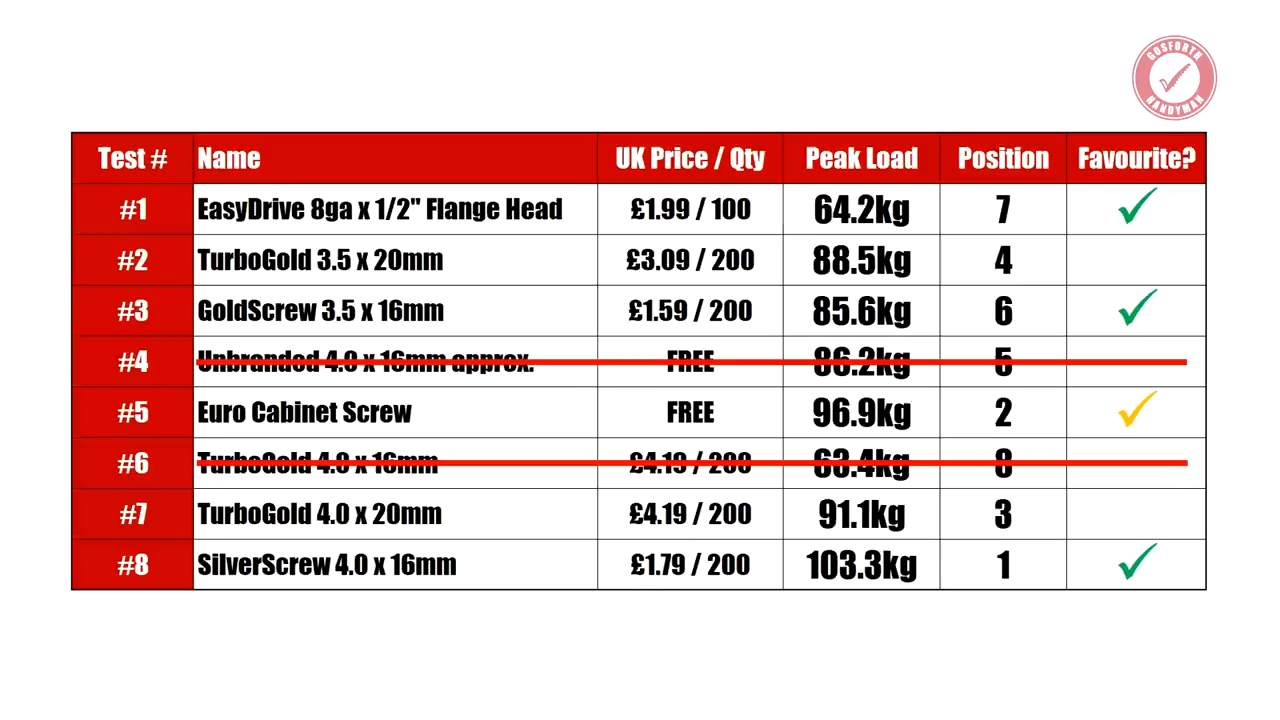 GOSFORTH
HANDYMAN
Test # Name UK Price / Qty Peak Load Position Favourite?
#1 EasyDrive 8ga x 1/2" Flange Head £1.99 / 100 64.2kg 7
#2 TurboGold 3.5 x 20mm £3.09 / 200 88.5kg 4
#3 GoldScrew 3.5 x 16mm £1.59 / 200 85.6kg 6
#4 Unbranded 4.0 x 16mm approx. FREE 86.2kg 5
#5 Euro Cabinet Screw FREE 96.9kg 2
#6 TurboGold 4.0 x 16mm £4.19 / 200 63.4kg 8
#7 TurboGold 4.0 x 20mm £4.19 / 200 91.1kg 3
#8 SilverScrew 4.0 x 16mm £1.79 / 200 103.3kg 1